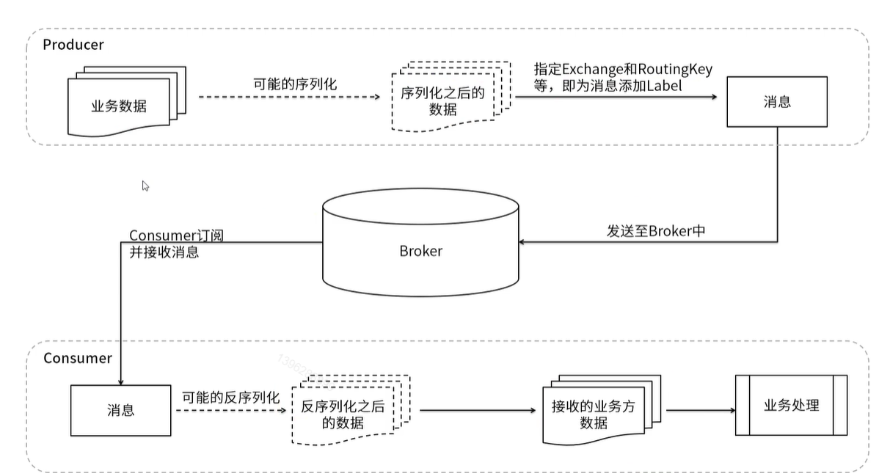 Producer
业务数据
可能的序列化
序列化之后的
数据
指定Exchange和RoutingKey
等，即为消息添加Label
消息
Consumer订阅
并接收消息
Broker
发送至Broker中
Consumer
消息
可能的反序列化
反序列化之后
的数据
接收的业务方
数据
业务处理